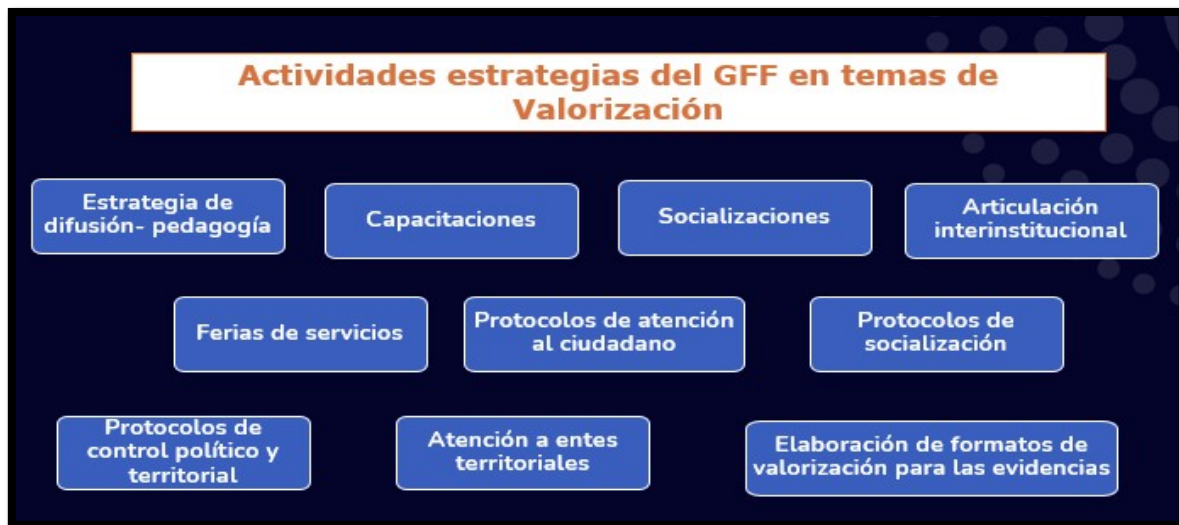 Actividades estrategias del GFF en temas de
Valorización
Estrategia de
difusión- pedagogía
Capacitaciones
Socializaciones
Articulación
interinstitucional
Ferias de servicios
Protocolos de atención
al ciudadano
Protocolos de
socialización
Protocolos de
control político y
territorial
Atención a entes
territoriales
Elaboración de formatos de
valorización para las evidencias